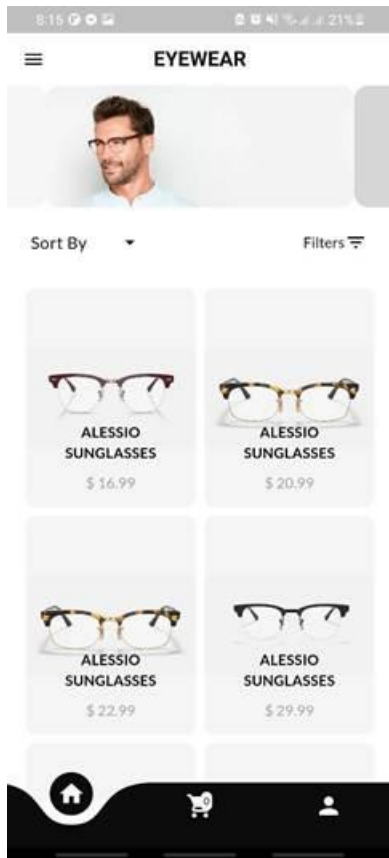 8:15 21%
EYEWEAR
Sort By
Filters
ALESSIO
SUNGLASSES
$ 16.99
ALESSIO
SUNGLASSES
$ 20.99
ALESSIO
SUNGLASSES
$ 22.99
ALESSIO
SUNGLASSES
$ 29.99
0